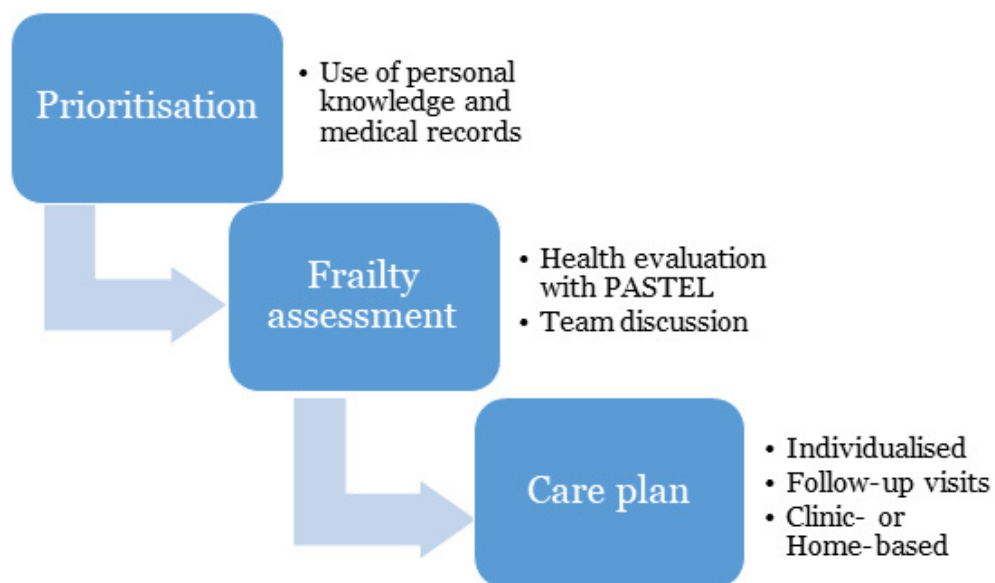 Prioritisation
• Use of personal
knowledge and
medical records
Frailty
assessment
• Health evaluation
with PASTEL
• Team discussion
Care plan
• Individualised
• Follow-up visits
• Clinic- or
Home-based